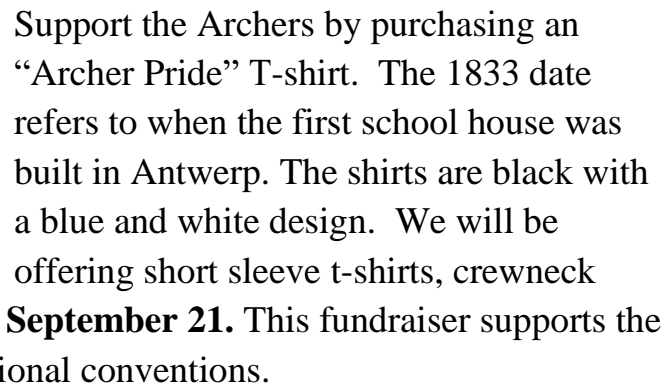 Support the Archers by purchasing an
“Archer Pride” T-shirt.  The 1833 date
refers to when the first school house was
built in Antwerp. The shirts are black with
a blue and white design.  We will be
offering short sleeve t-shirts, crewneck
September 21. This fundraiser supports the
ional conventions.